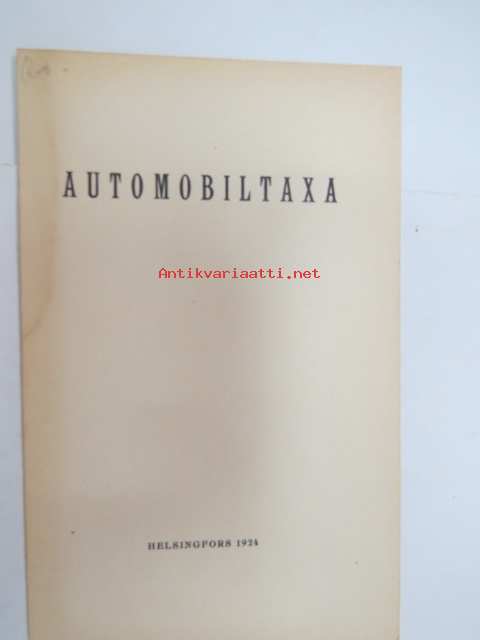 AUTOMOBILTAXA
Antikvariaatti.net
HELSINGFORS 1924